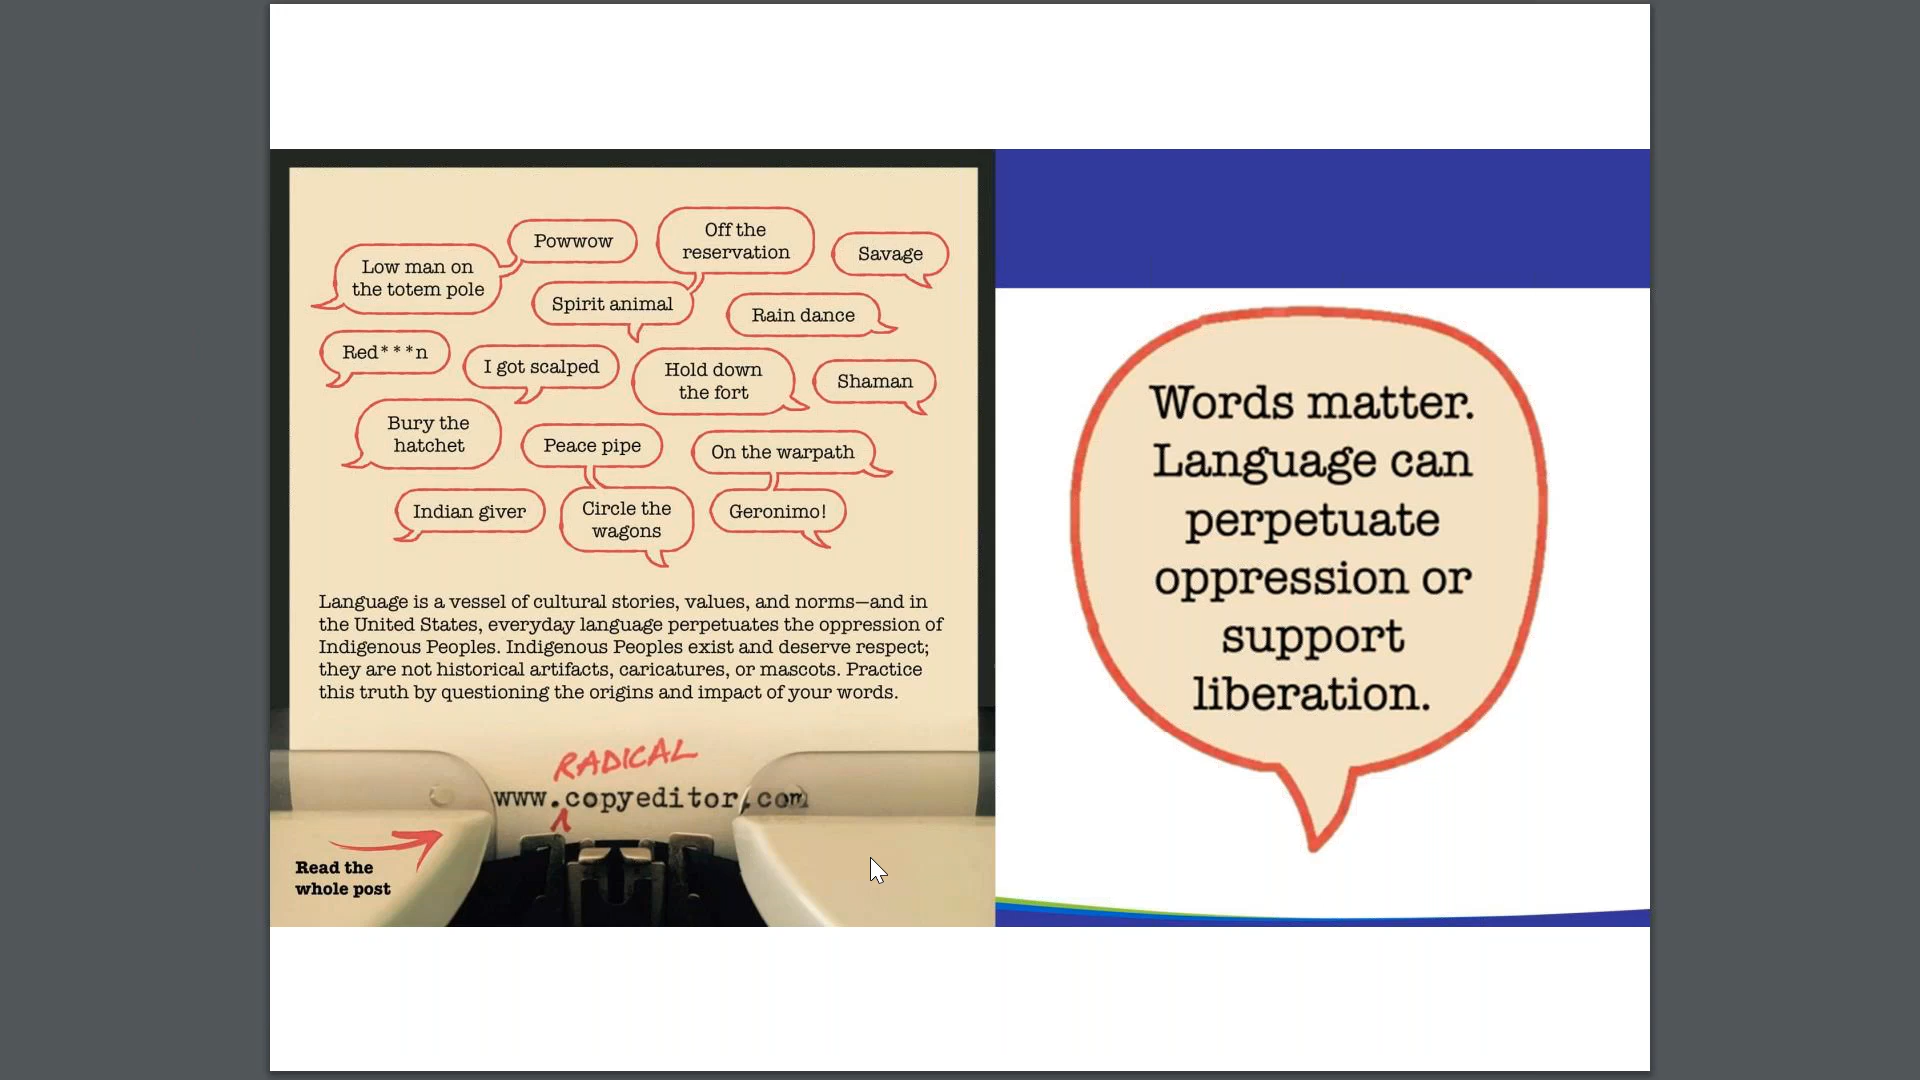 Powwow
Off the
reservation
Savage
Low man on
the totem pole
Spirit animal
Rain dance
Red***n
I got scalped
Hold down
the fort
Shaman
Bury the
hatchet
Peace pipe
On the warpath
Indian giver
Circle the
wagons
Geronimo!
Language is a vessel of cultural stories, values, and norms—and in
the United States, everyday language perpetuates the oppression of
Indigenous Peoples. Indigenous Peoples exist and deserve respect;
they are not historical artifacts, caricatures, or mascots. Practice
this truth by questioning the origins and impact of your words.
RADICAL
www.copyeditor.com
Read the
whole post
Words matter.
Language can
perpetuate
oppression or
support
liberation.